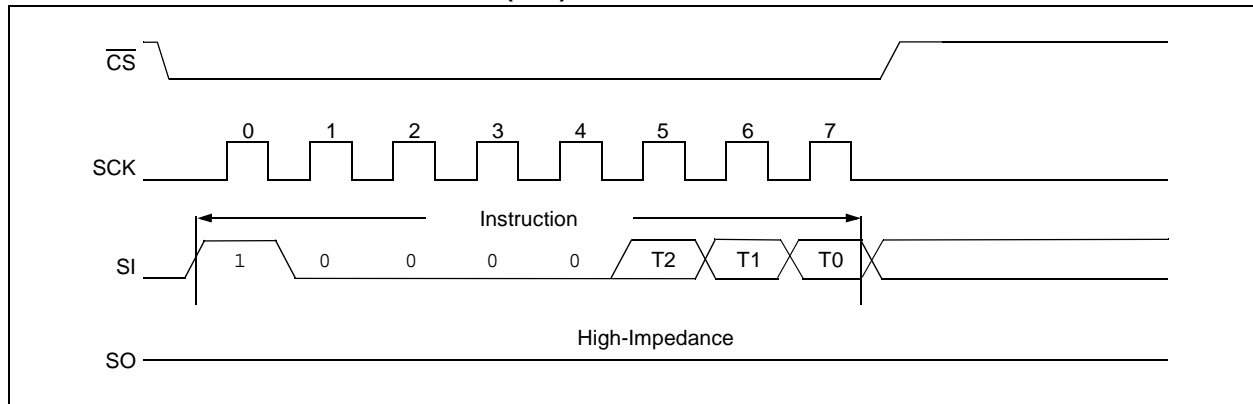 CS
0 1 2 3 4 5 6 7
SCK
Instruction
SI 1 0 0 0 0 T2 T1 T0
High-Impedance
SO